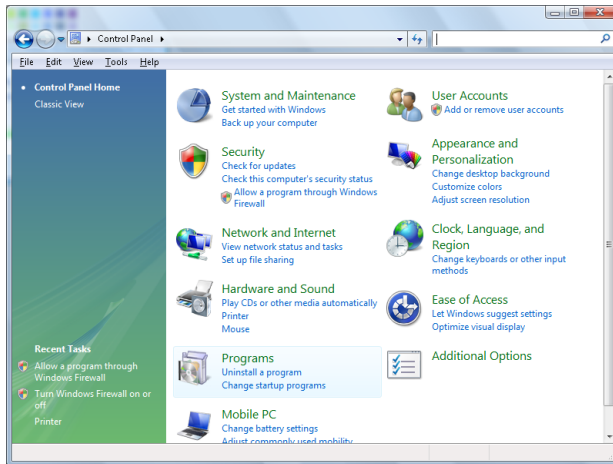 Control Panel
File Edit View Tools Help
Control Panel Home
Classic View
Recent Tasks
Allow a program through
Windows Firewall
Turn Windows Firewall on or
off
Printer
System and Maintenance
Get started with Windows
Back up your computer
Security
Check for updates
Check this computer's security status
Allow a program through Windows
Firewall
Network and Internet
View network status and tasks
Set up file sharing
Hardware and Sound
Play CDs or other media automatically
Printer
Mouse
Programs
Uninstall a program
Change startup programs
Mobile PC
Change battery settings
Adjust commonly used mobility
User Accounts
Add or remove user accounts
Appearance and
Personalization
Change desktop background
Customize colors
Adjust screen resolution
Clock, Language, and
Region
Change keyboards or other input
methods
Ease of Access
Let Windows suggest settings
Optimize visual display
Additional Options